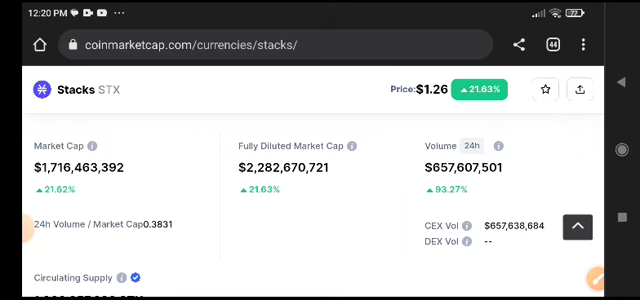 12:20 PM ... 77
coinmarketcap.com/currencies/stacks/ 44
Stacks STX Price:$1.26 ▲ 21.63%
Market Cap Fully Diluted Market Cap Volume 24h
$1,716,463,392 $2,282,670,721 $657,607,501
▲ 21.62% ▲ 21.63% ▲ 93.27%
24h Volume / Market Cap0.3831 CEX Vol $657,638,684
DEX Vol --
Circulating Supply